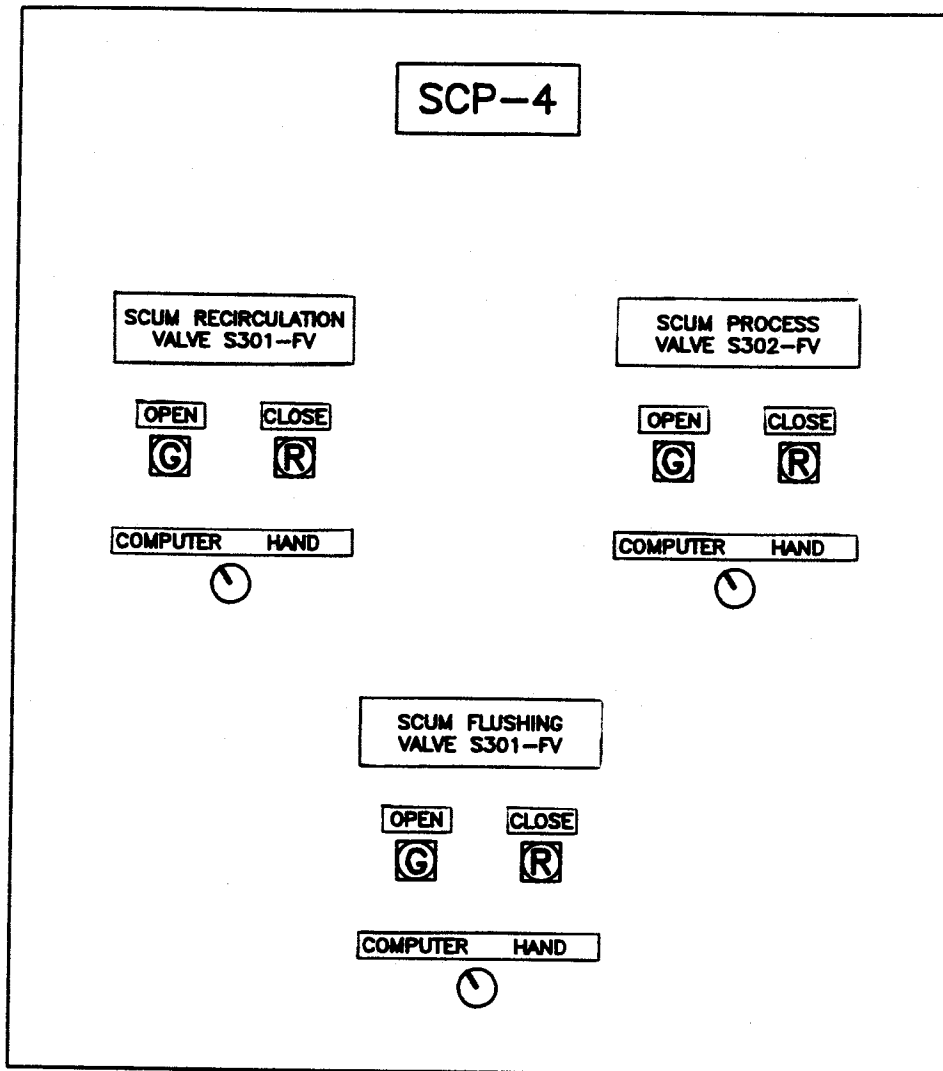 SCP-4
SCUM RECIRCULATION
VALVE S301-FV
OPEN CLOSE
G R
COMPUTER HAND
SCUM PROCESS
VALVE S302-FV
OPEN CLOSE
G R
COMPUTER HAND
SCUM FLUSHING
VALVE S301-FV
OPEN CLOSE
G R
COMPUTER HAND